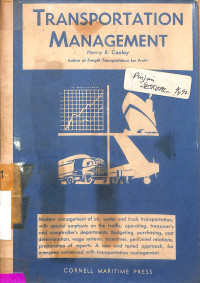 TRANSPORTATION
MANAGEMENT
Harry E. Cooley
Author of Freight Transportation for Profit
Modern management of air, water and truck transportation,
with special emphasis on the traffic, operating, treasurer's
and comptroller's departments. Budgeting, purchasing, cost
determination, wage systems, incentives, personnel relations,
preparation of reports. A new and tested approach, for
everyone concerned with transportation management.
CORNELL MARITIME PRESS